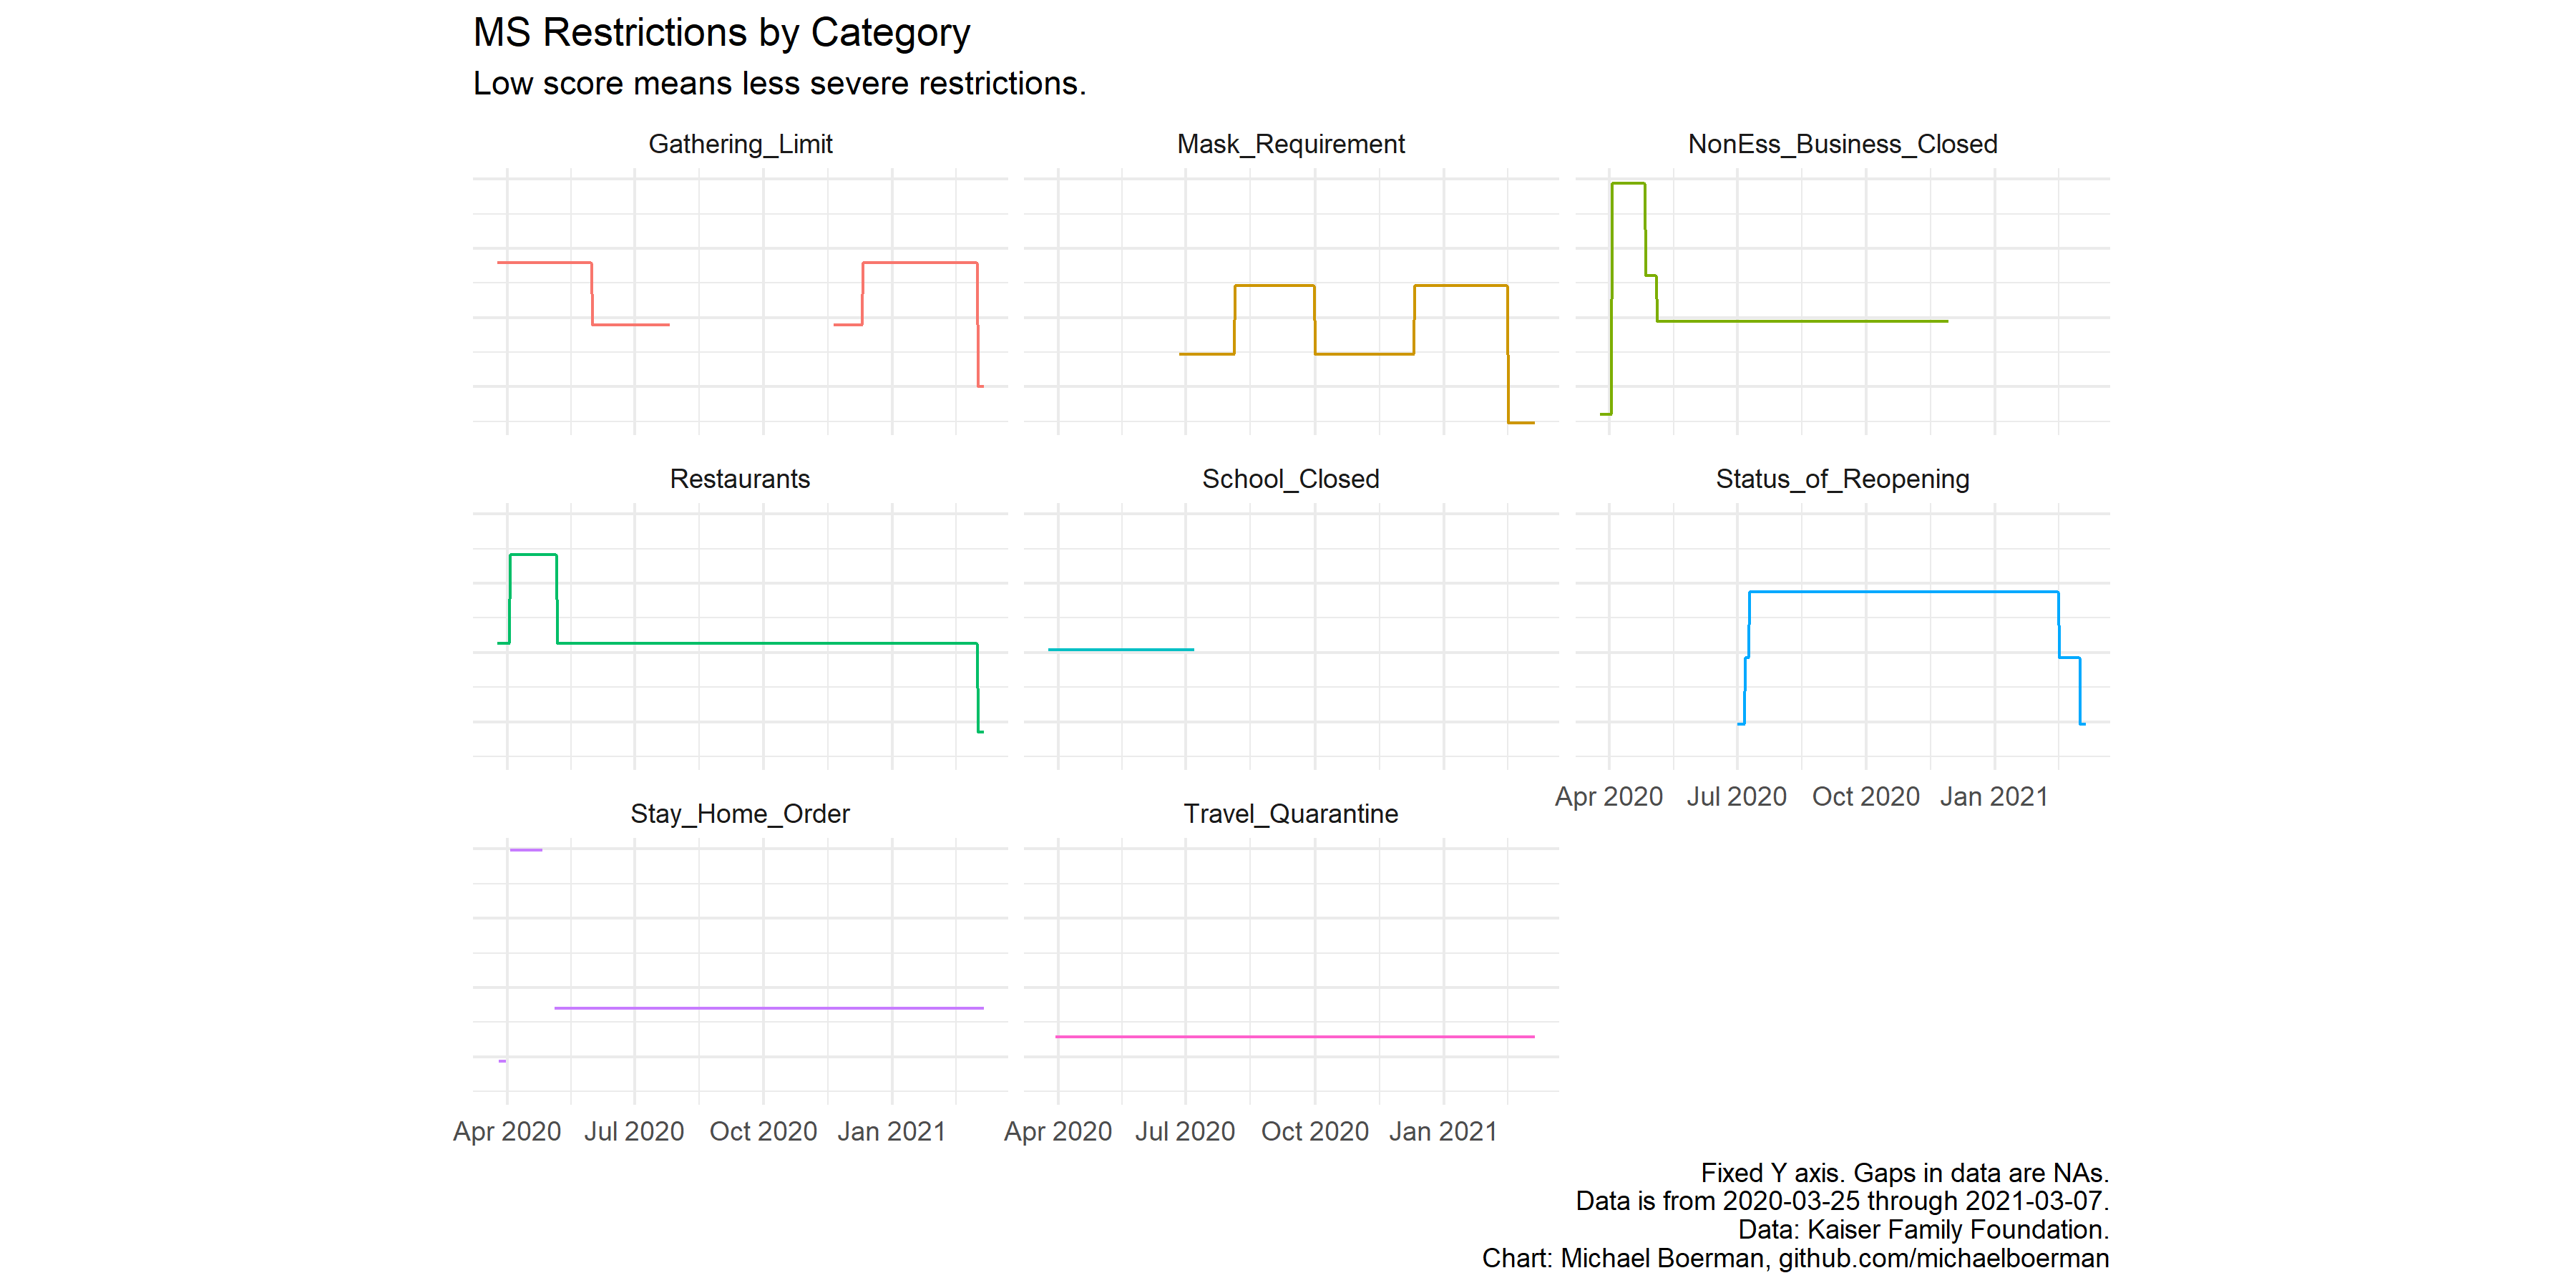 MS Restrictions by Category
Low score means less severe restrictions.
Gathering_Limit
Mask_Requirement
NonEss_Business_Closed
Restaurants
School_Closed
Status_of_Reopening
Apr 2020 Jul 2020 Oct 2020 Jan 2021
Stay_Home_Order
Travel_Quarantine
Apr 2020 Jul 2020 Oct 2020 Jan 2021
Apr 2020 Jul 2020 Oct 2020 Jan 2021
Fixed Y axis. Gaps in data are NAs.
Data is from 2020-03-25 through 2021-03-07.
Data: Kaiser Family Foundation.
Chart: Michael Boerman, github.com/michaelboerman